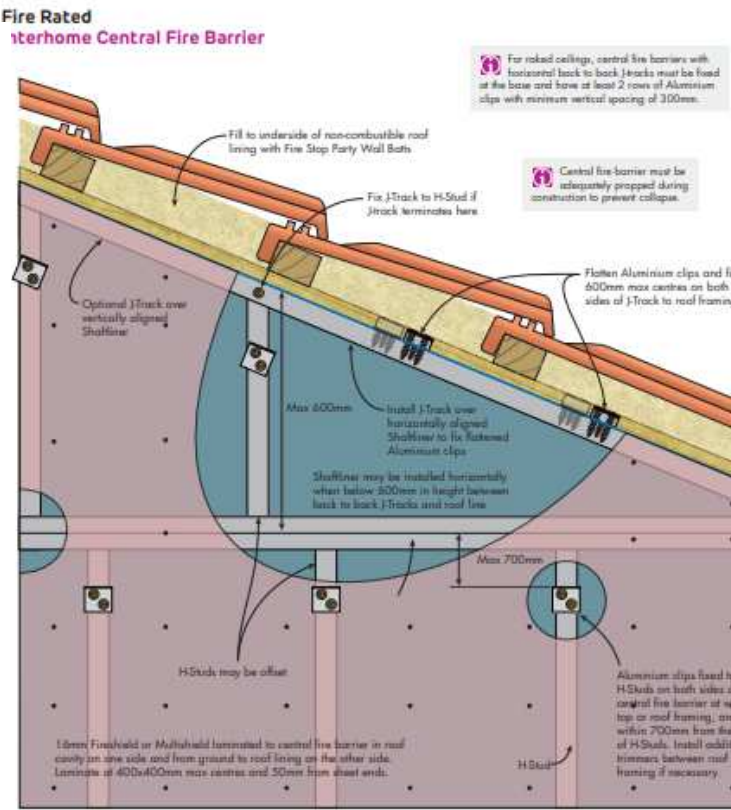 Fire Rated
nterhome Central Fire Barrier
For raked ceilings, central fire barriers with
horizontal back to back J-tracks must be fixed
at the base and have at least 2 rows of Aluminium
clips with minimum vertical spacing of 300mm.
Fill to underside of non-combustible roof
lining with Fire Stop Party Wall Batts
Central fire-barrier must be
adequately propped during
construction to prevent collapse.
Fix J-Track to H-Stud if
J-track terminates here
Flatten Aluminium clips and fi
600mm max centres on both
sides of J-Track to roof framin
Optional J-Track over
vertically aligned
Shaftliner
Max 600mm
Install J-Track over
horizontally aligned
Shaftliner to fix flattened
Aluminium clips
Shaftliner may be installed horizontally
when below 600mm in height between
back to back J-Tracks and roof line
Max 700mm
H-Studs may be offset
Aluminium clips fixed t
H-Studs on both sides o
central fire barrier at
top or roof framing, an
within 700mm from the
of H-Studs. Install addit
trimmers between roof
framing if necessary
16mm Fireshield or Multishield laminated to central fire barrier in roof
cavity on one side and from ground to roof lining on the other side.
Laminate at 400x400mm max centres and 50mm from sheet ends.
H-Stud